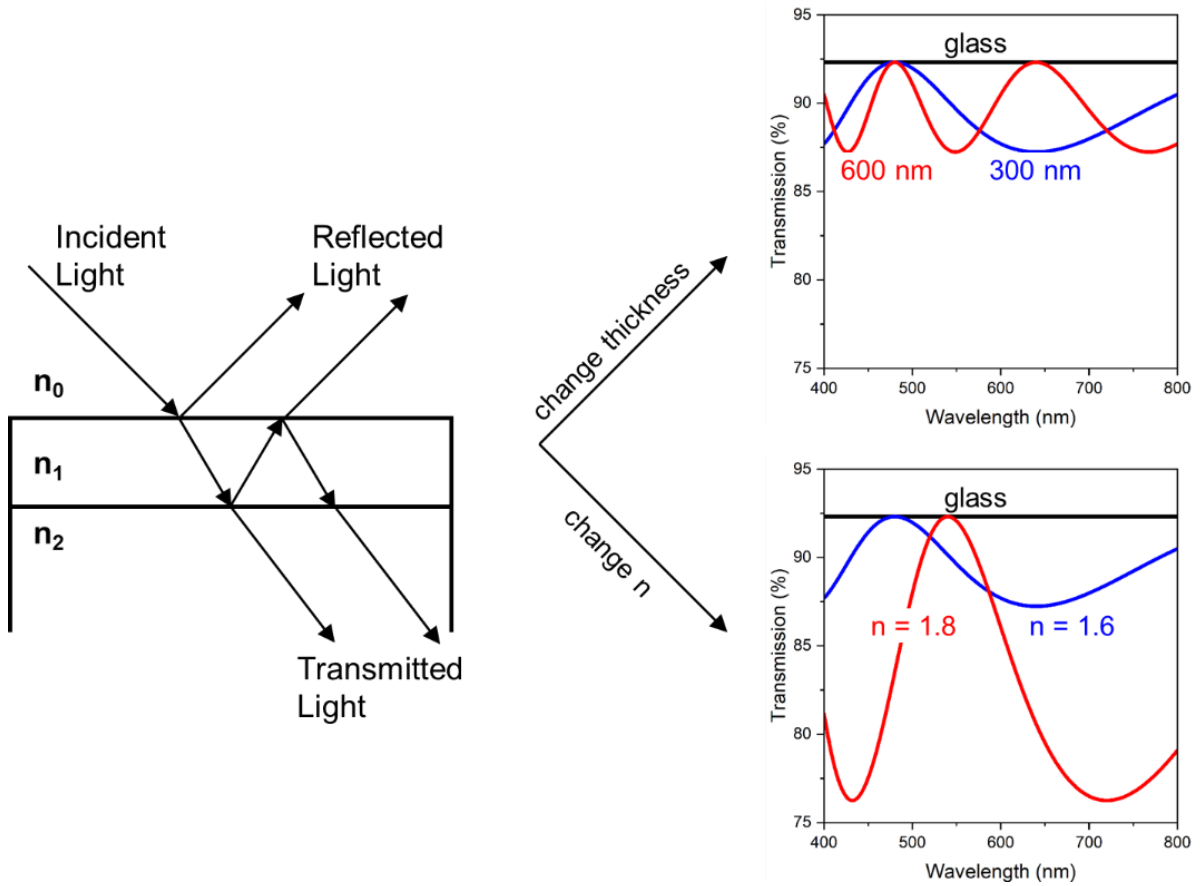 Incident
Light
Reflected
Light
n0
n1
n2
Transmitted
Light
change thickness
change n
95
90
85
80
75
Transmission (%)
glass
600 nm
300 nm
400
500
600
700
800
Wavelength (nm)
95
90
85
80
75
Transmission (%)
glass
n = 1.8
n = 1.6
400
500
600
700
800
Wavelength (nm)